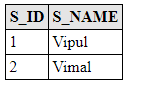 S_ID S_NAME
1 Vipul
2 Vimal